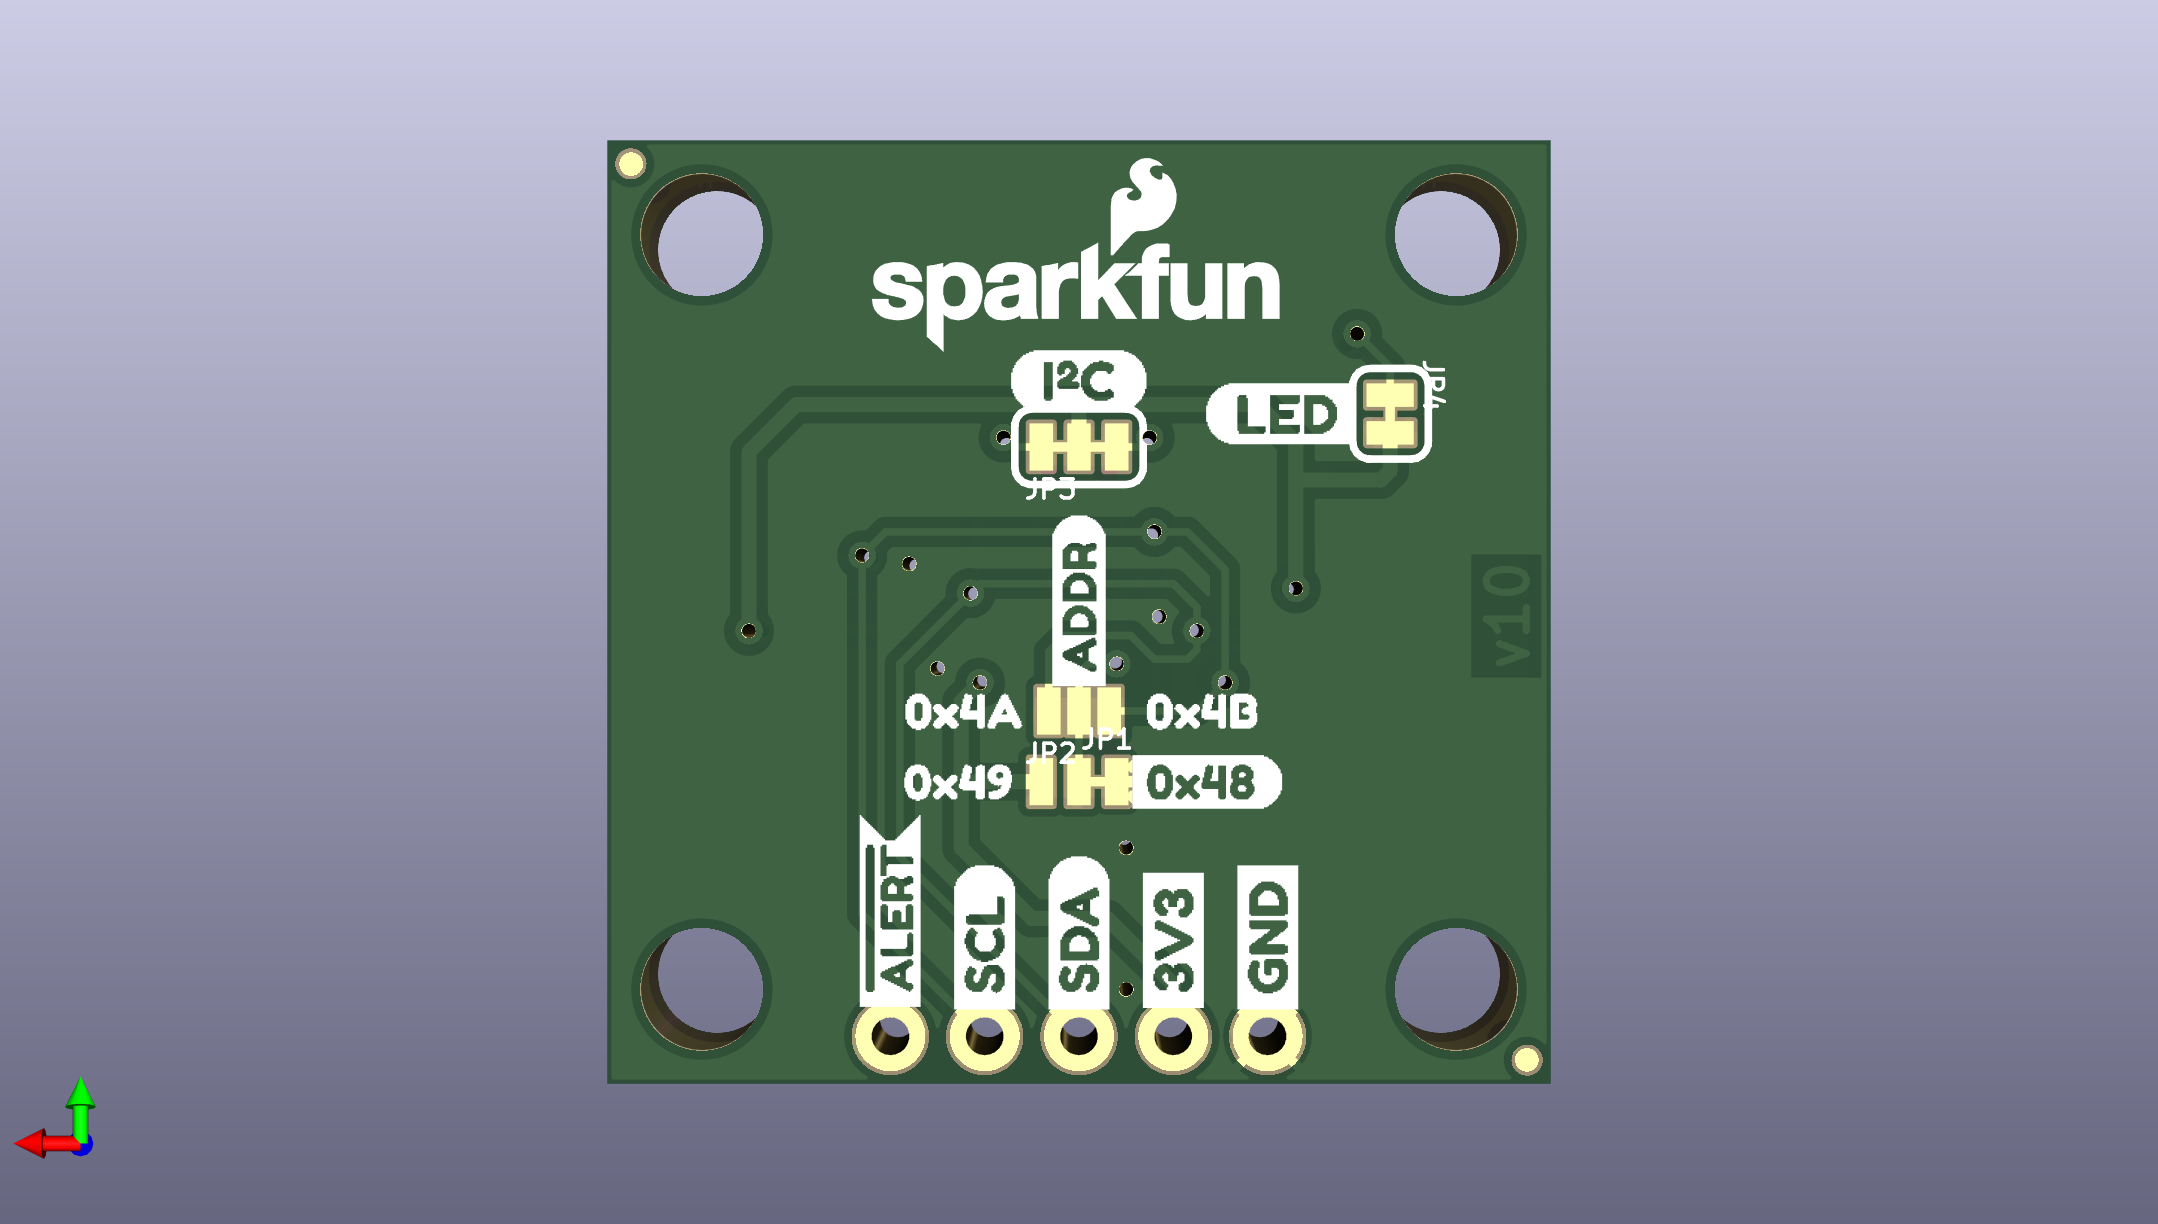 sparkfun
I²C
LED
JP4
JP3
ADDR
v10
0x4A
0x4B
JP1
JP2
0x49
0x48
ALERT
SCL
SDA
3V3
GND